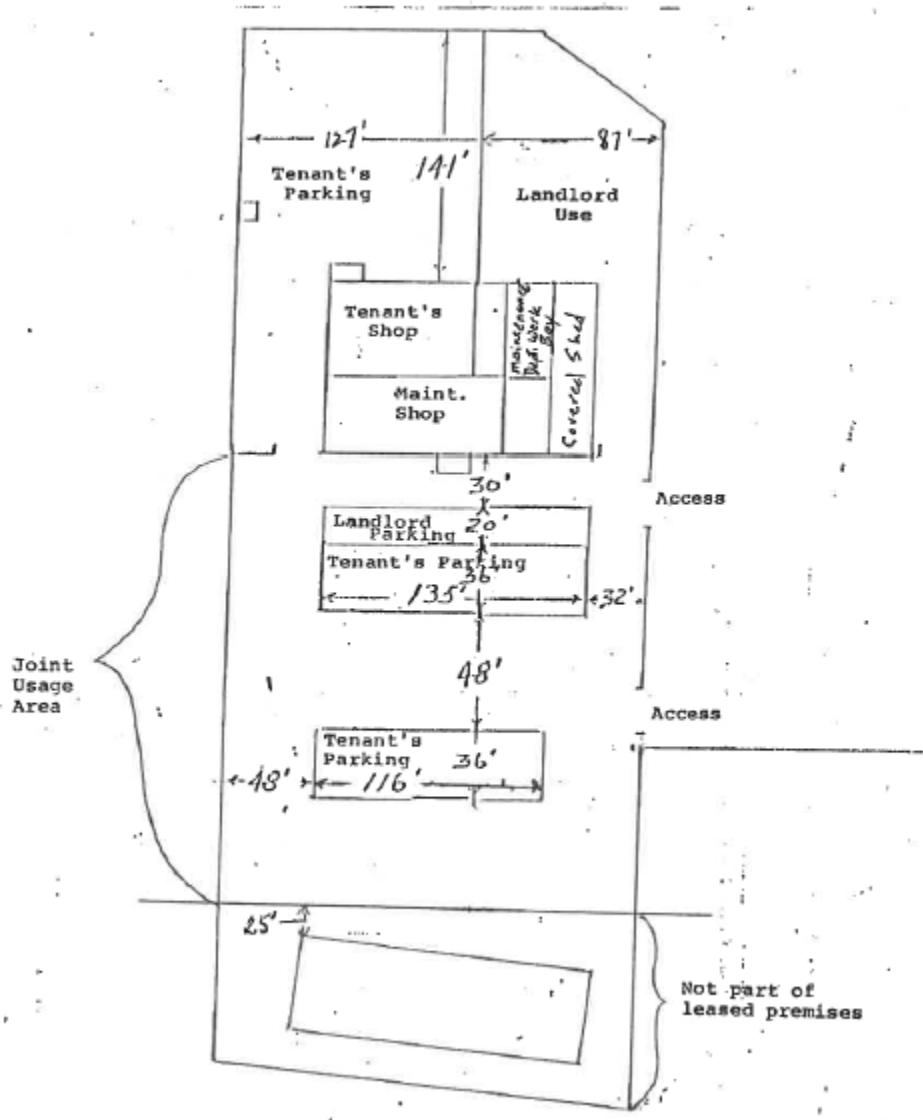 127'
87'
141'
Tenant's
Parking
Landlord
Use
Tenant's
Shop
Maintenance
Dept. Work
Bay
Covered Shed
Maint.
Shop
30'
Access
Landlord
Parking
20'
Tenant's Parking
36'
135'
32'
48'
Joint
Usage
Area
Access
Tenant's
Parking
36'
48'
116'
25'
Not part of
leased premises